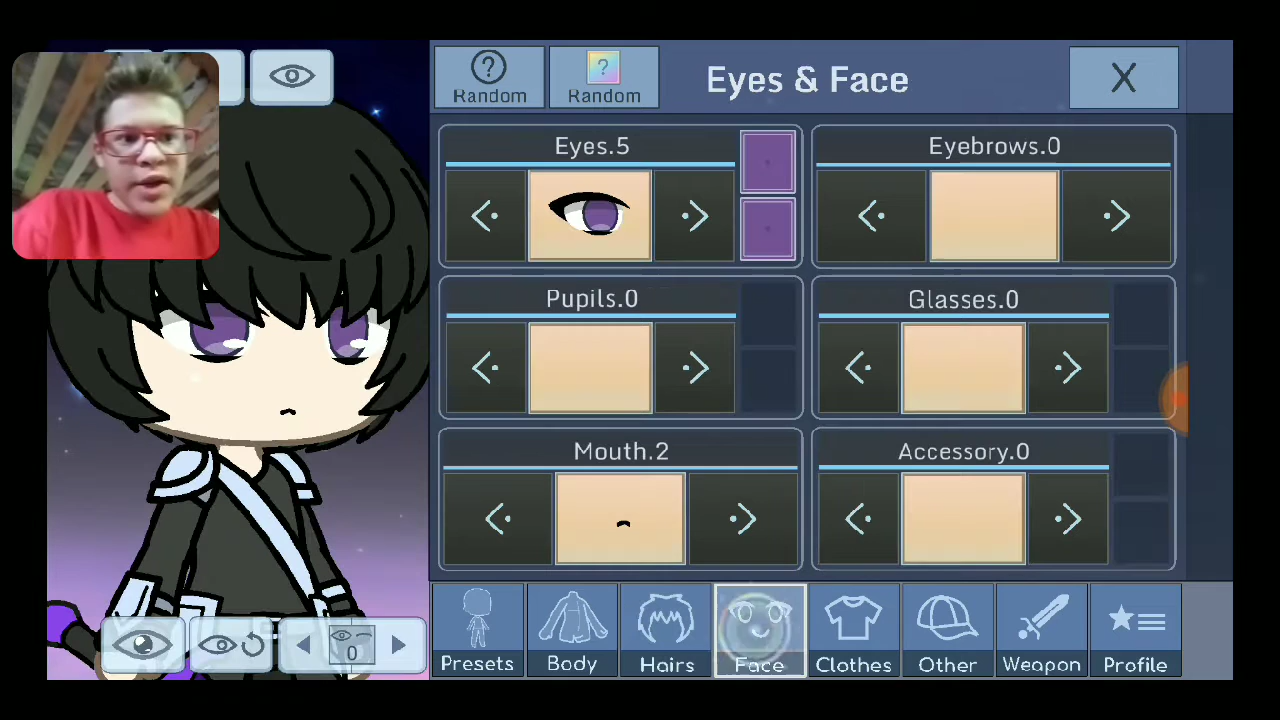 ?
Random
?
Random
Eyes & Face
X
Eyes.5
Eyebrows.0
Pupils.0
Glasses.0
Mouth.2
Accessory.0
0
Presets
Body
Hairs
Face
Clothes
Other
Weapon
Profile